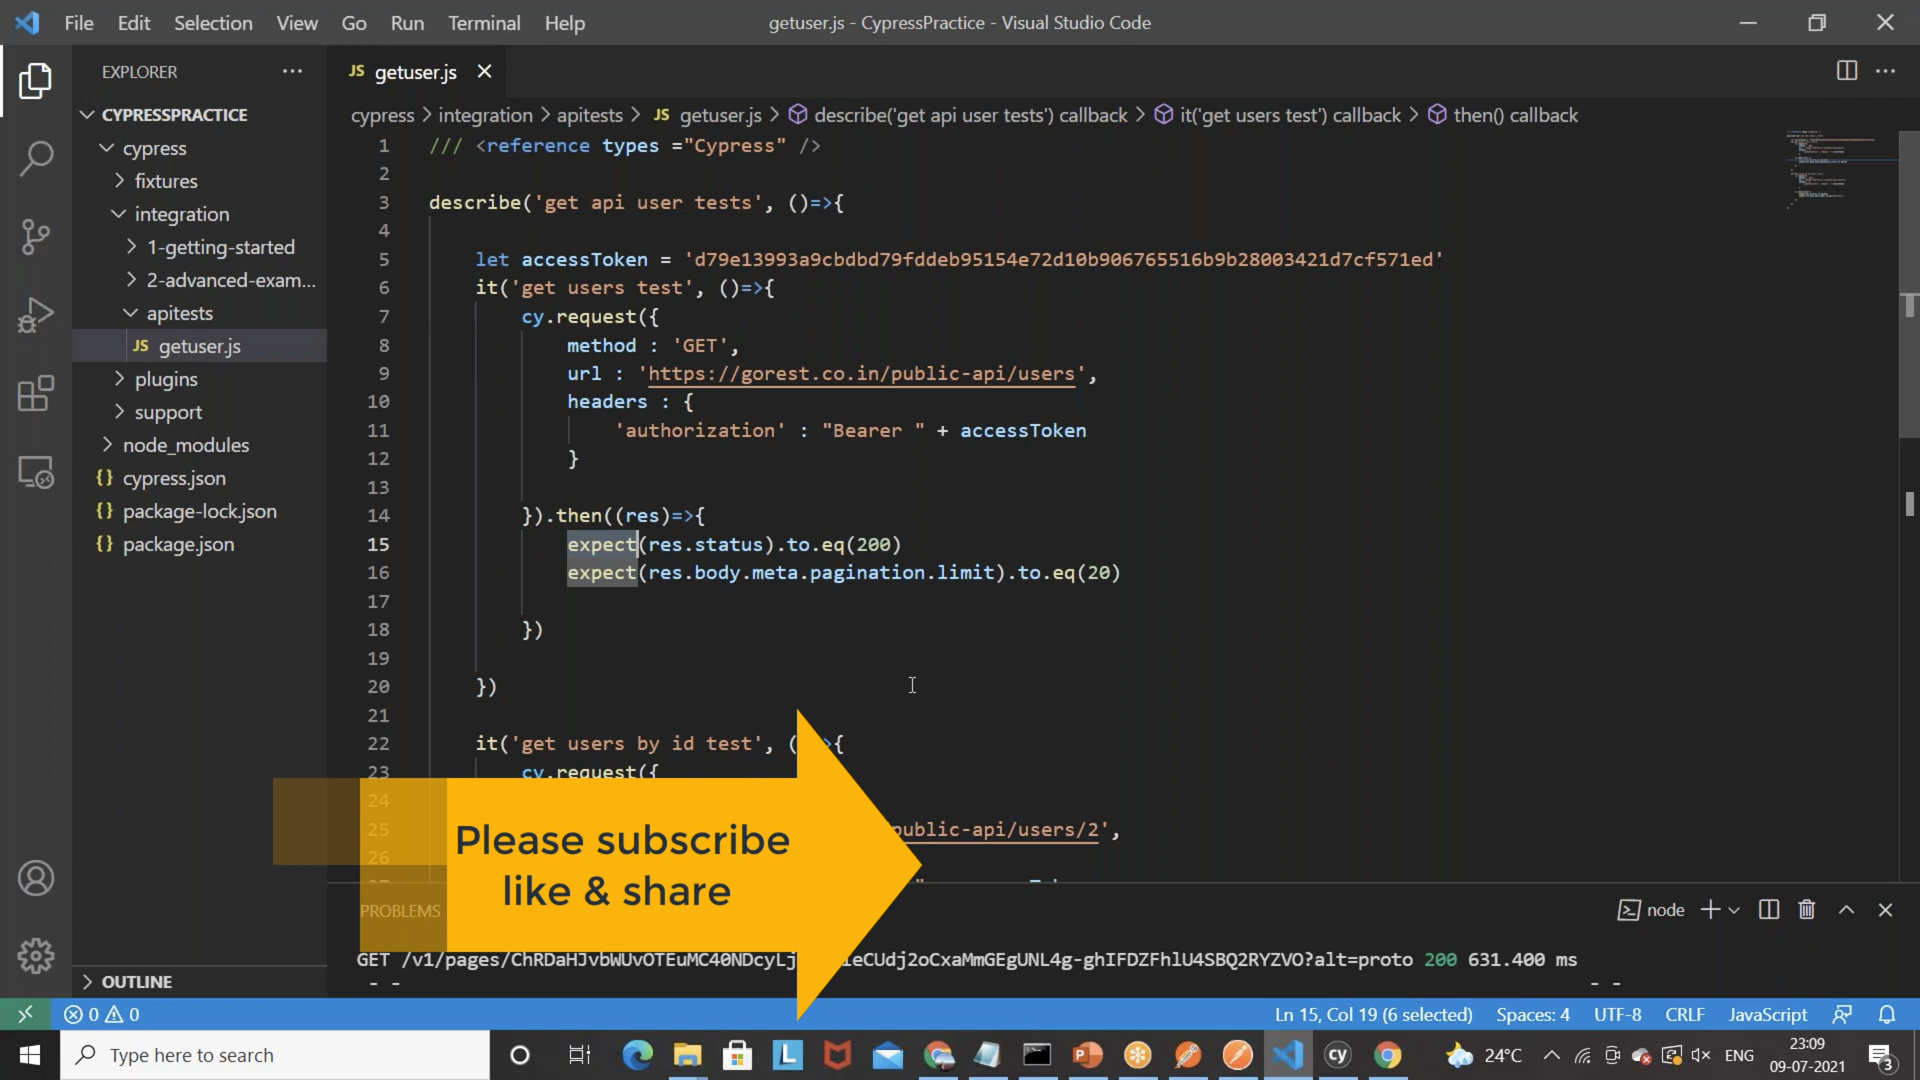 File Edit Selection View Go Run Terminal Help
getuser.js - CypressPractice - Visual Studio Code
EXPLORER
JS getuser.js
CYPRESSPRACTICE
cypress
fixtures
integration
1-getting-started
2-advanced-exam...
apitests
JS getuser.js
plugins
support
node_modules
{} cypress.json
{} package-lock.json
{} package.json
OUTLINE
cypress > integration > apitests > JS getuser.js > describe('get api user tests') callback > it('get users test') callback > then() callback
1 /// <reference types ="Cypress" />
2
3 describe('get api user tests', ()=>{
4
5 let accessToken = 'd79e13993a9cbdbd79fddeb95154e72d10b906765516b9b28003421d7cf571ed'
6 it('get users test', ()=>{
7 cy.request({
8 method : 'GET',
9 url : 'https://gorest.co.in/public-api/users',
10 headers : {
11 'authorization' : "Bearer " + accessToken
12 }
13
14 }).then((res)=>{
15 expect(res.status).to.eq(200)
16 expect(res.body.meta.pagination.limit).to.eq(20)
17
18 })
19
20 })
21
22 it('get users by id test', ( >{
23 cy.request({
24
25 public-api/users/2',
26
Please subscribe
like & share
PROBLEMS
node
GET /v1/pages/ChRDaHJvbWUvOTEuMC40NDcyLj ieCUdj2oCxaMmGEgUNL4g-ghIFDZFhlU4SBQ2RYZVO?alt=proto 200 631.400 ms
- - - -
0 0
Ln 15, Col 19 (6 selected) Spaces: 4 UTF-8 CRLF JavaScript
Type here to search
L
cy
24°C
ENG
23:09
09-07-2021
3